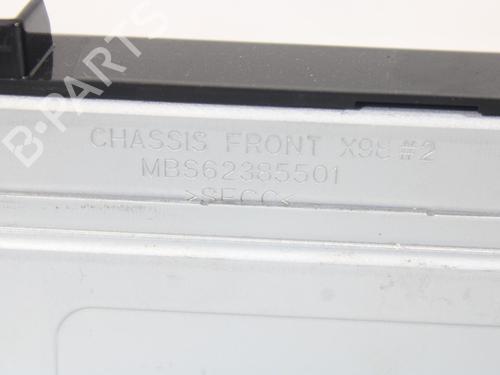 B-PARTS
CHASSIS FRONT X98 #2
MBS62385501
>SECC<